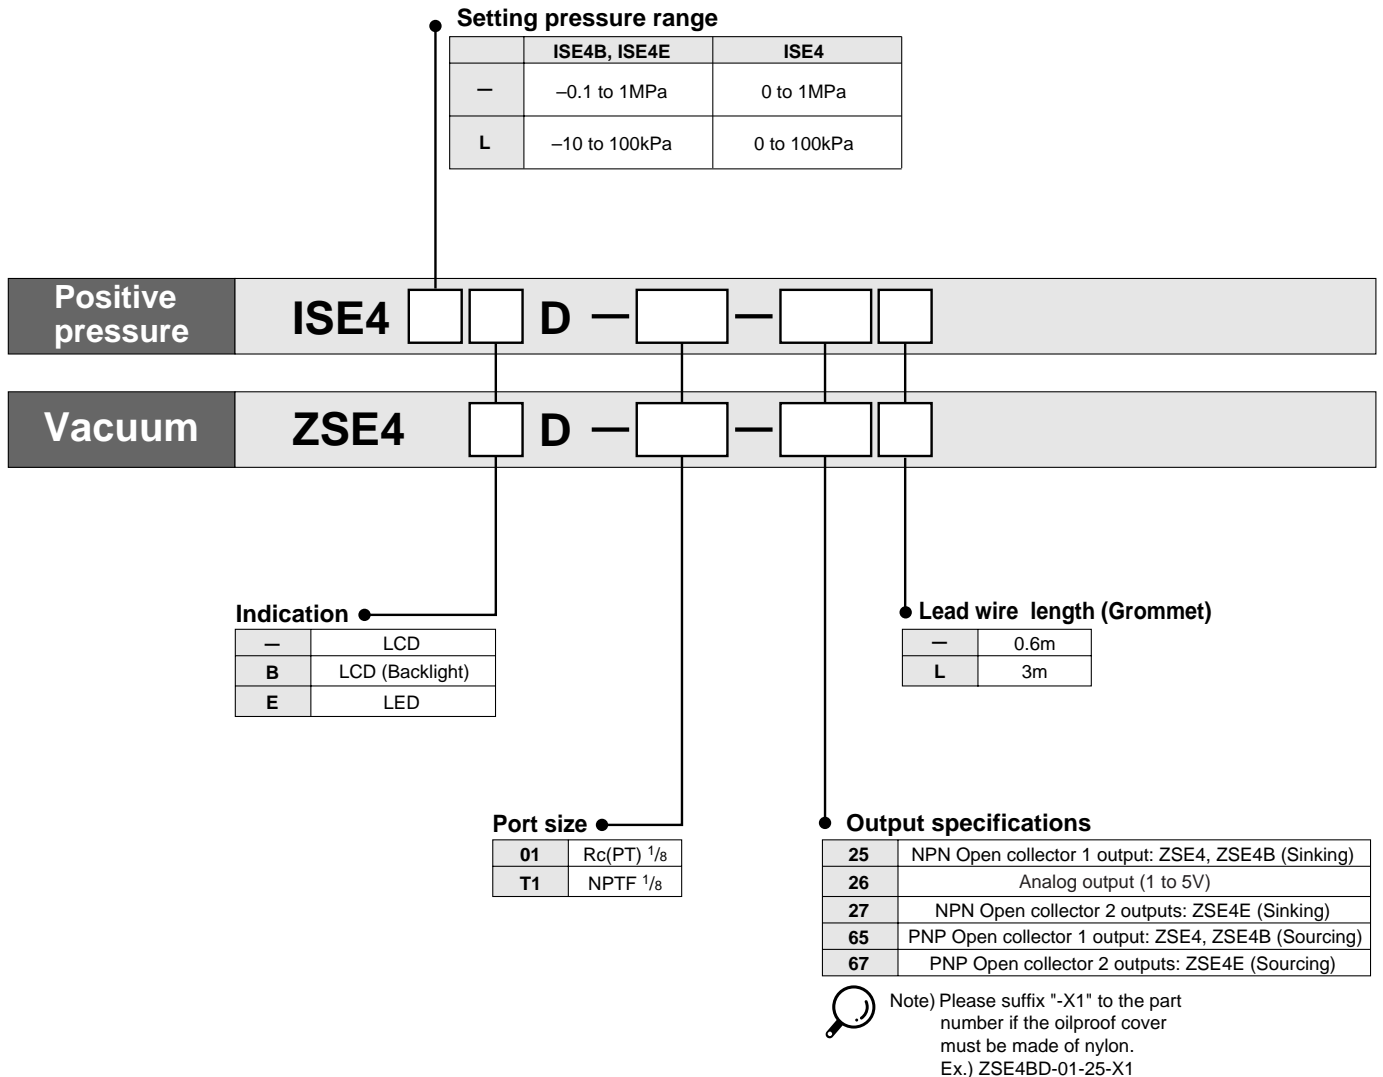 Setting pressure range
ISE4B, ISE4E ISE4
– –0.1 to 1MPa 0 to 1MPa
L –10 to 100kPa 0 to 100kPa
Positive
pressure
ISE4 D — —
Vacuum
ZSE4 D — —
Indication
– LCD
B LCD (Backlight)
E LED
Lead wire length (Grommet)
– 0.6m
L 3m
Port size
01 Rc(PT) 1/8
T1 NPTF 1/8
Output specifications
25 NPN Open collector 1 output: ZSE4, ZSE4B (Sinking)
26 Analog output (1 to 5V)
27 NPN Open collector 2 outputs: ZSE4E (Sinking)
65 PNP Open collector 1 output: ZSE4, ZSE4B (Sourcing)
67 PNP Open collector 2 outputs: ZSE4E (Sourcing)
Note) Please suffix "-X1" to the part
number if the oilproof cover
must be made of nylon.
Ex.) ZSE4BD-01-25-X1